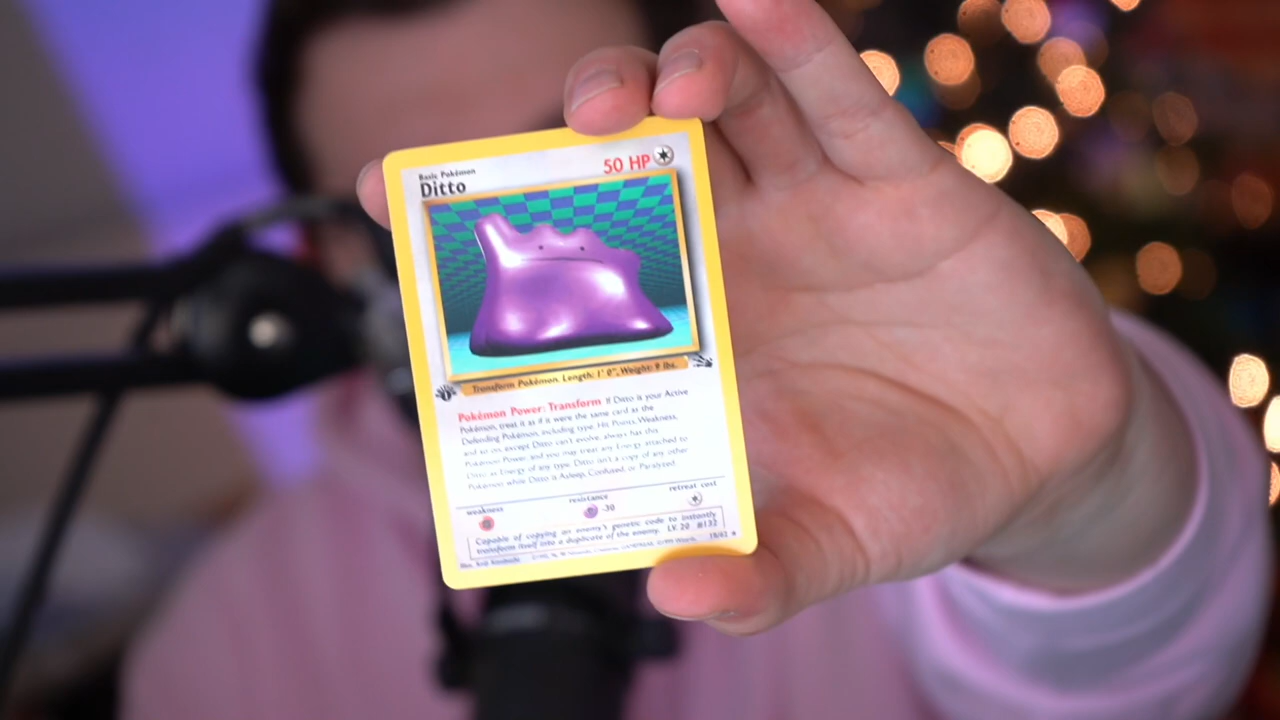 Basic Pokémon
Ditto
50 HP
Transform Pokémon. Length: 1' 0", Weight: 9 lbs.
Pokémon Power: Transform If Ditto is your Active
Pokémon, treat it as if it were the same card as the
Defending Pokémon, including type, Hit Points, Weakness,
and so on, except Ditto can't evolve, always has this
Pokémon Power, and you may treat any Energy attached to
Ditto as Energy of any type. Ditto isn't a copy of any other
Pokémon while Ditto is Asleep, Confused, or Paralyzed.
weakness
resistance
retreat cost
-30
Capable of copying an enemy's genetic code to instantly
transform itself into a duplicate of the enemy. LV. 20 #132
18/62